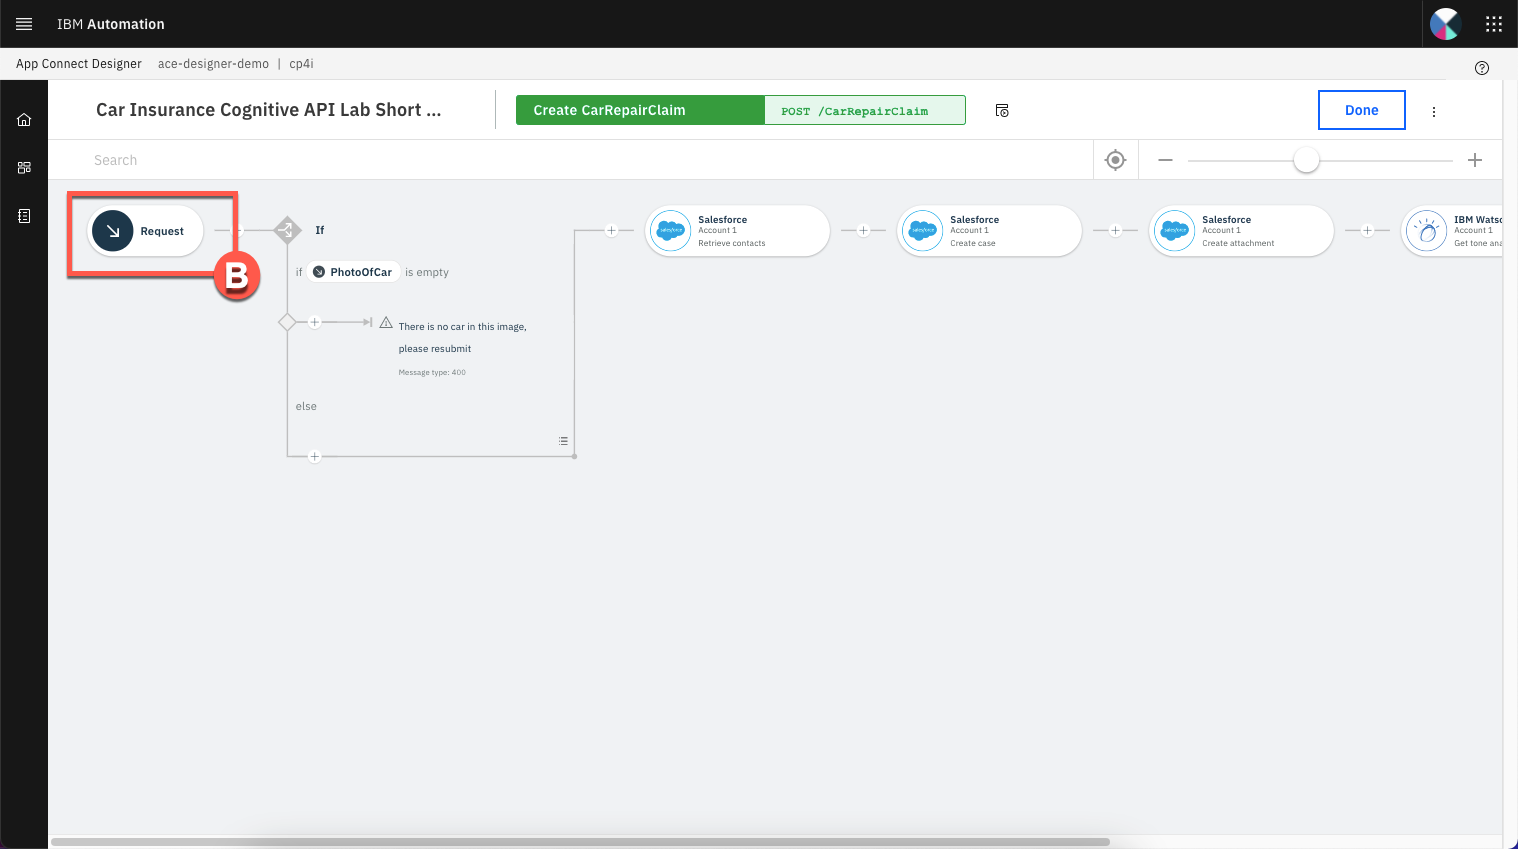 IBM Automation
App Connect Designer ace-designer-demo | cp4i
Car Insurance Cognitive API Lab Short ...
Create CarRepairClaim
POST /CarRepairClaim
Done
Search
Request
B
If
if PhotoOfCar is empty
There is no car in this image,
please resubmit
Message type: 400
else
Salesforce
Account 1
Retrieve contacts
Salesforce
Account 1
Create case
Salesforce
Account 1
Create attachment
IBM Watso
Account 1
Get tone ana